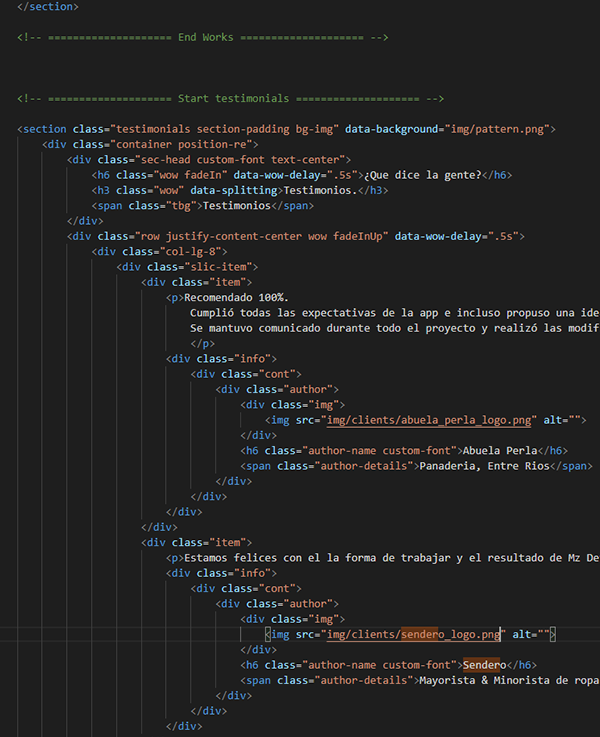 </section>
<!-- ==================== End Works ==================== -->
<!-- ==================== Start testimonials ==================== -->
<section class="testimonials section-padding bg-img" data-background="img/pattern.png">
<div class="container position-re">
<div class="sec-head custom-font text-center">
<h6 class="wow fadeIn" data-wow-delay=".5s">¿Que dice la gente?</h6>
<h3 class="wow" data-splitting>Testimonios.</h3>
<span class="tbg">Testimonios</span>
</div>
<div class="row justify-content-center wow fadeInUp" data-wow-delay=".5s">
<div class="col-lg-8">
<div class="slic-item">
<div class="item">
<p>Recomendado 100%.
Cumplió todas las expectativas de la app e incluso propuso una ide
Se mantuvo comunicado durante todo el proyecto y realizó las modif
</p>
<div class="info">
<div class="cont">
<div class="author">
<div class="img">
<img src="img/clients/abuela_perla_logo.png" alt="">
</div>
<h6 class="author-name custom-font">Abuela Perla</h6>
<span class="author-details">Panaderia, Entre Rios</span>
</div>
</div>
</div>
</div>
<div class="item">
<p>Estamos felices con el la forma de trabajar y el resultado de Mz De
<div class="info">
<div class="cont">
<div class="author">
<div class="img">
<img src="img/clients/sendero_logo.png" alt="">
</div>
<h6 class="author-name custom-font">Sendero</h6>
<span class="author-details">Mayorista & Minorista de ropa
</div>
</div>
</div>